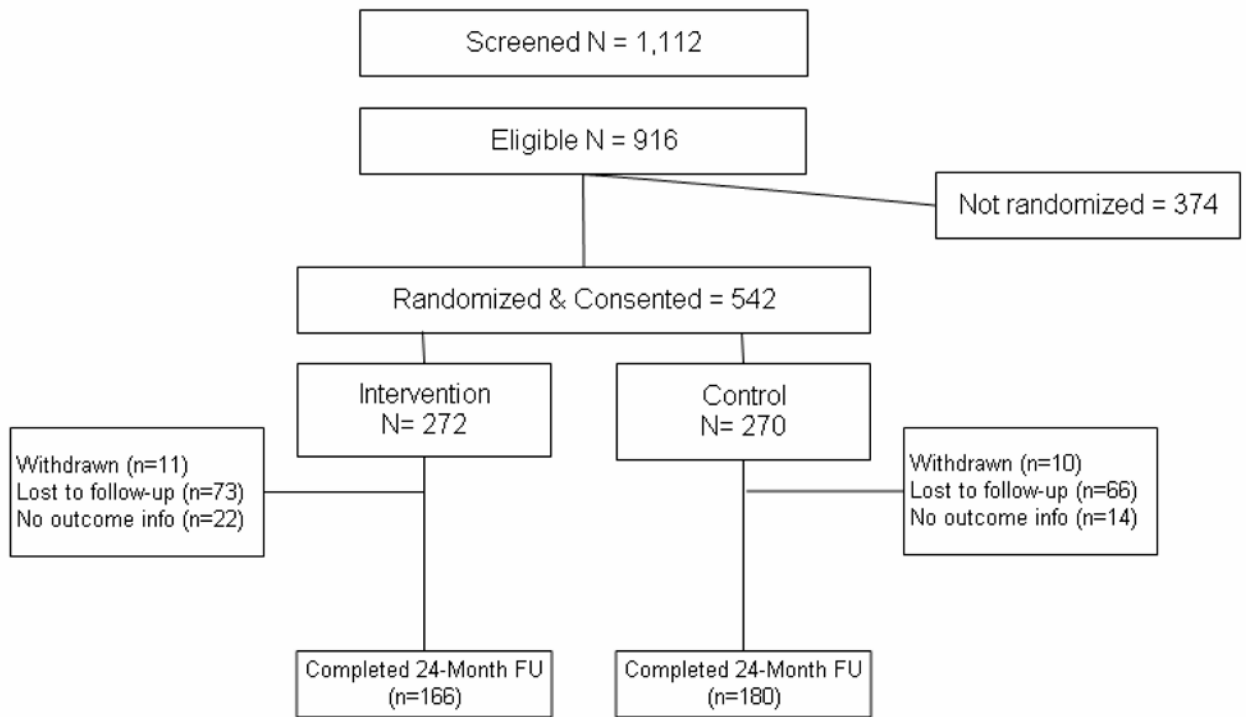 Screened N = 1,112
Eligible N = 916
Not randomized = 374
Randomized & Consented = 542
Intervention
N= 272
Control
N= 270
Withdrawn (n=11)
Lost to follow-up (n=73)
No outcome info (n=22)
Withdrawn (n=10)
Lost to follow-up (n=66)
No outcome info (n=14)
Completed 24-Month FU
(n=166)
Completed 24-Month FU
(n=180)